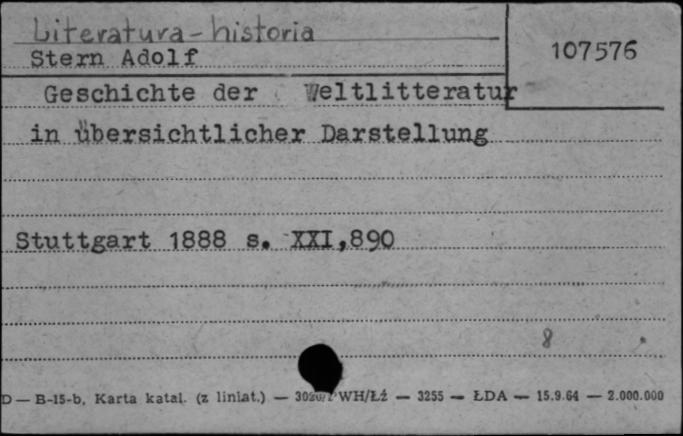 Literatura-historia
Stern Adolf
107576
Geschichte der Weltlitteratur
in übersichtlicher Darstellung
Stuttgart 1888 s. XXI,890
8
D — B-15-b, Karta katal. (z liniat.) — WH/Łź — 3255 — ŁDA — 15.9.64 — 2.000.000